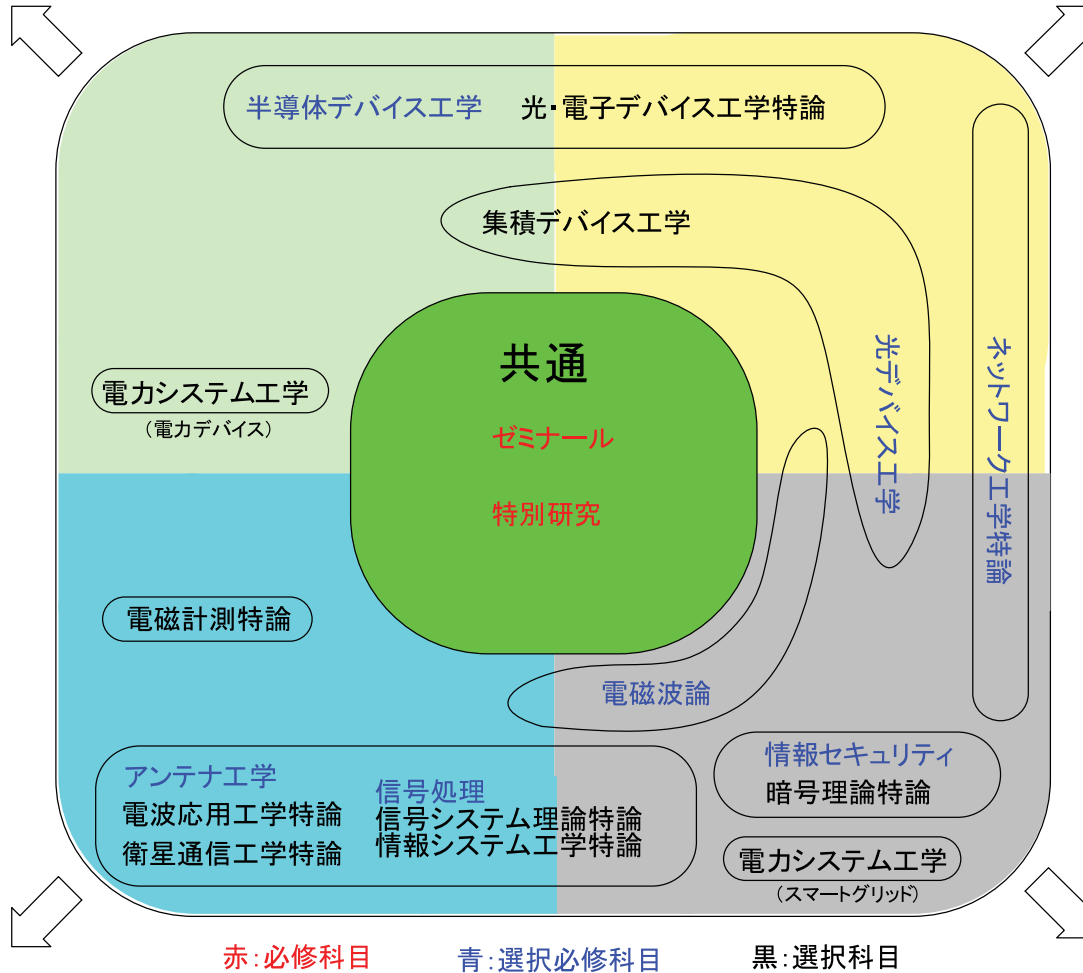 半導体デバイス工学
光・電子デバイス工学特論
集積デバイス工学
共通
ゼミナール
特別研究
電力システム工学
(電力デバイス)
光デバイス工学
ネットワーク工学特論
電磁計測特論
電磁波論
アンテナ工学
電波応用工学特論
衛星通信工学特論
信号処理
信号システム理論特論
情報システム工学特論
情報セキュリティ
暗号理論特論
電力システム工学
(スマートグリッド)
赤:必修科目
青:選択必修科目
黒:選択科目